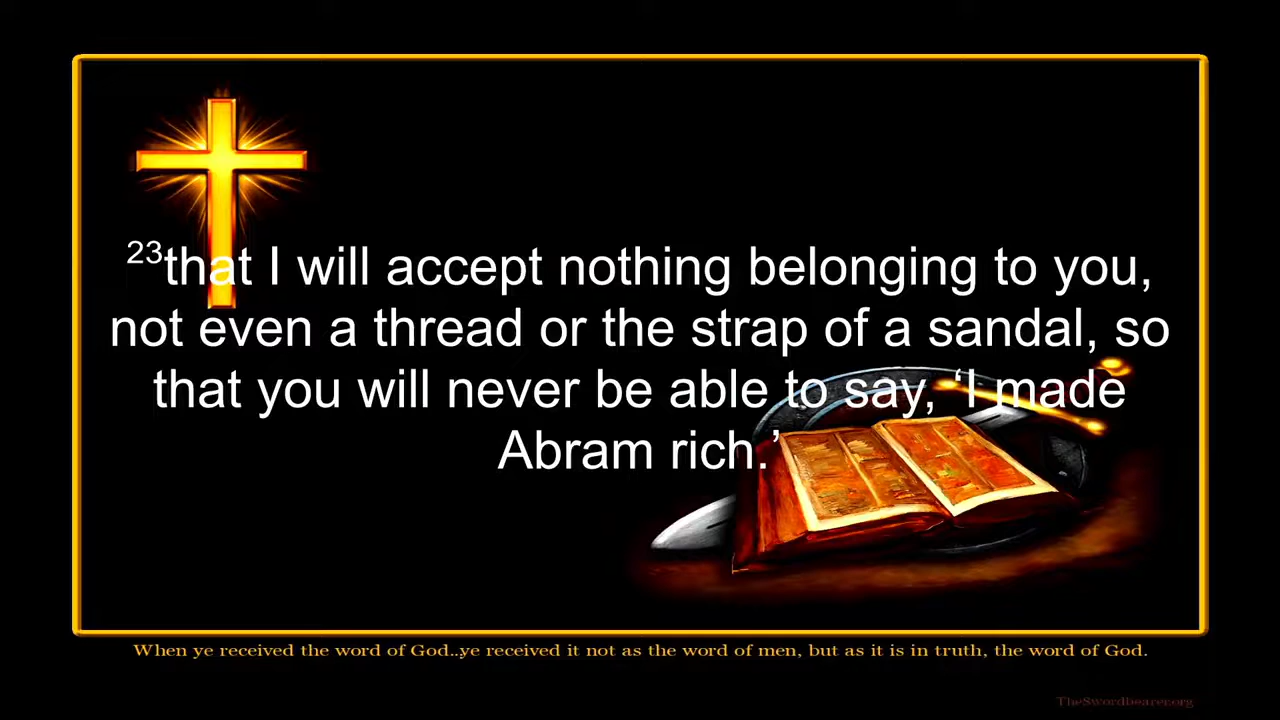 23that I will accept nothing belonging to you,
not even a thread or the strap of a sandal, so
that you will never be able to say, ‘I made
Abram rich.’
When ye received the word of God...ye received it not as the word of men, but as it is in truth, the word of God.
TheSwordbearer.org